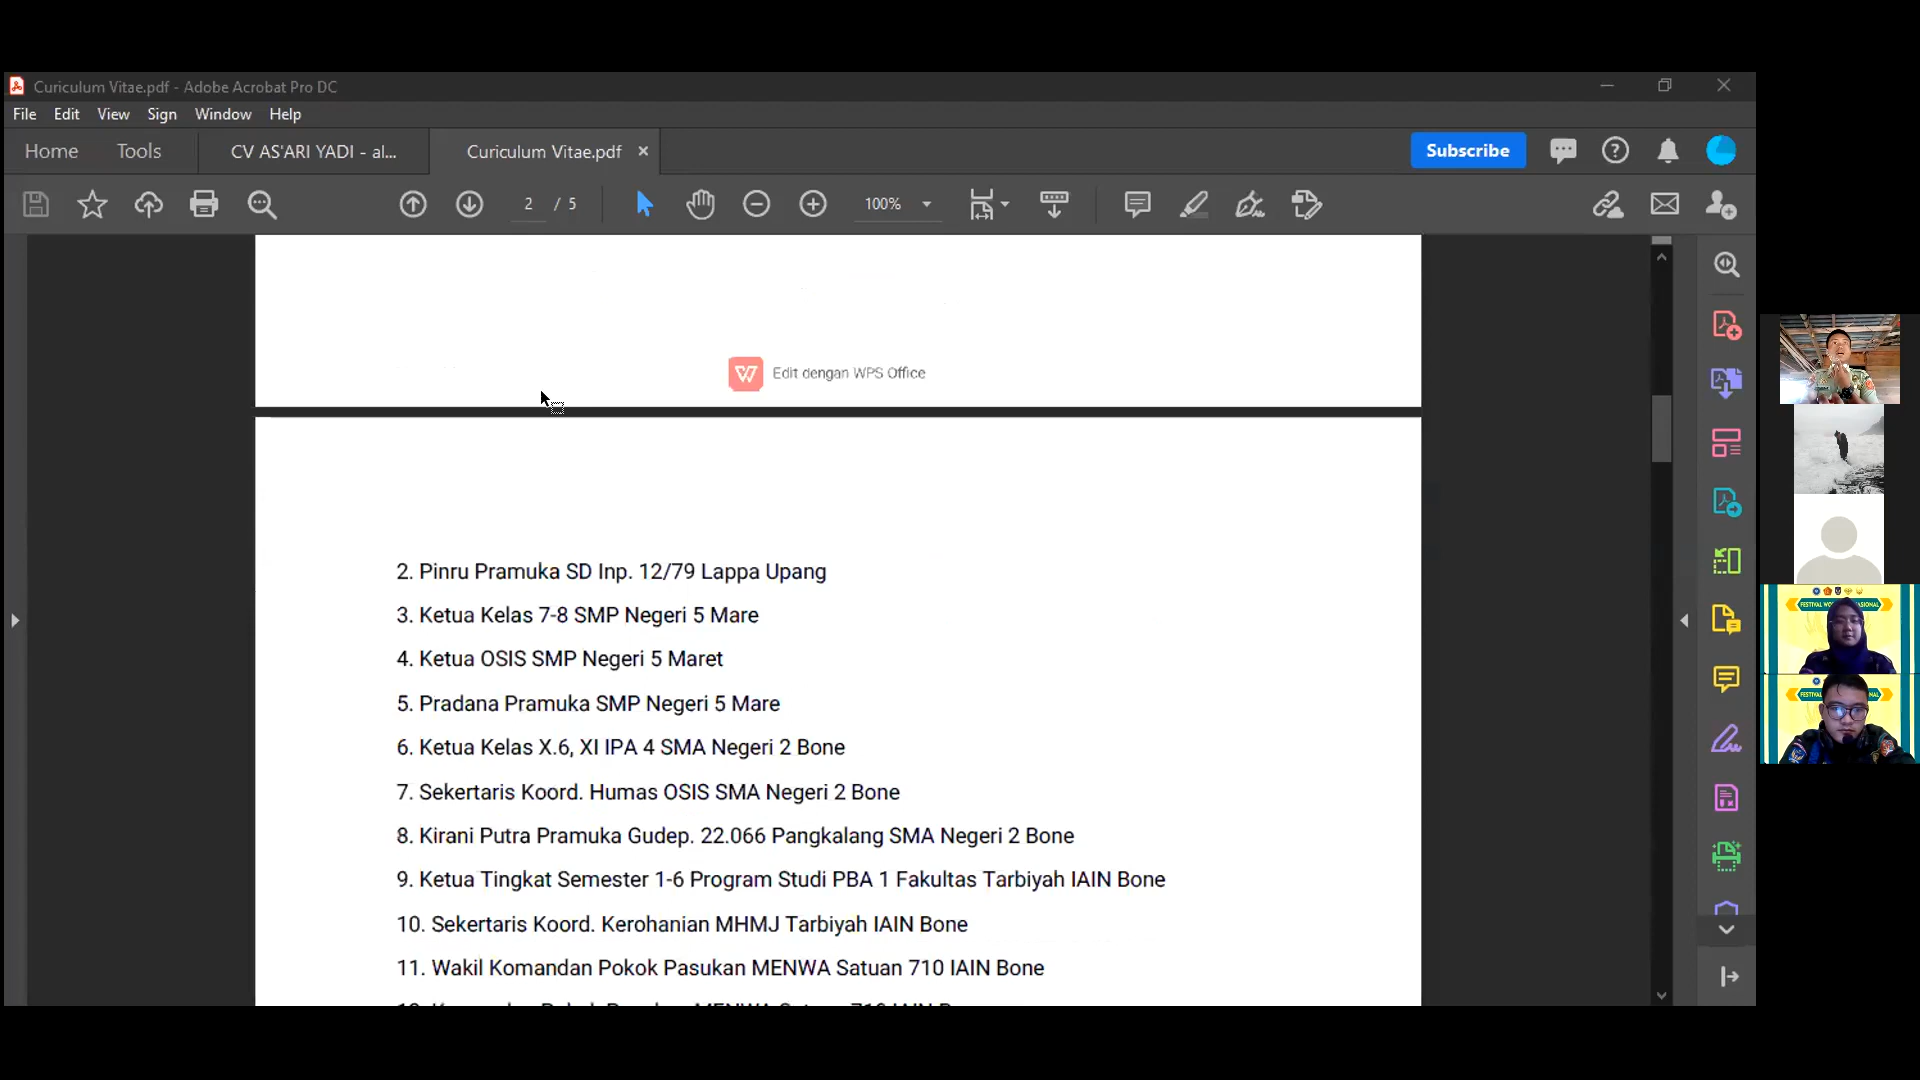 Curiculum Vitae.pdf - Adobe Acrobat Pro DC
File Edit View Sign Window Help
Home Tools CV AS'ARI YADI - al... Curiculum Vitae.pdf ×
Subscribe
2 / 5 100%
Edit dengan WPS Office
2. Pinru Pramuka SD Inp. 12/79 Lappa Upang
3. Ketua Kelas 7-8 SMP Negeri 5 Mare
4. Ketua OSIS SMP Negeri 5 Maret
5. Pradana Pramuka SMP Negeri 5 Mare
6. Ketua Kelas X.6, XI IPA 4 SMA Negeri 2 Bone
7. Sekertaris Koord. Humas OSIS SMA Negeri 2 Bone
8. Kirani Putra Pramuka Gudep. 22.066 Pangkalang SMA Negeri 2 Bone
9. Ketua Tingkat Semester 1-6 Program Studi PBA 1 Fakultas Tarbiyah IAIN Bone
10. Sekertaris Koord. Kerohanian MHMJ Tarbiyah IAIN Bone
11. Wakil Komandan Pokok Pasukan MENWA Satuan 710 IAIN Bone
FESTIVAL
FESTIVAL